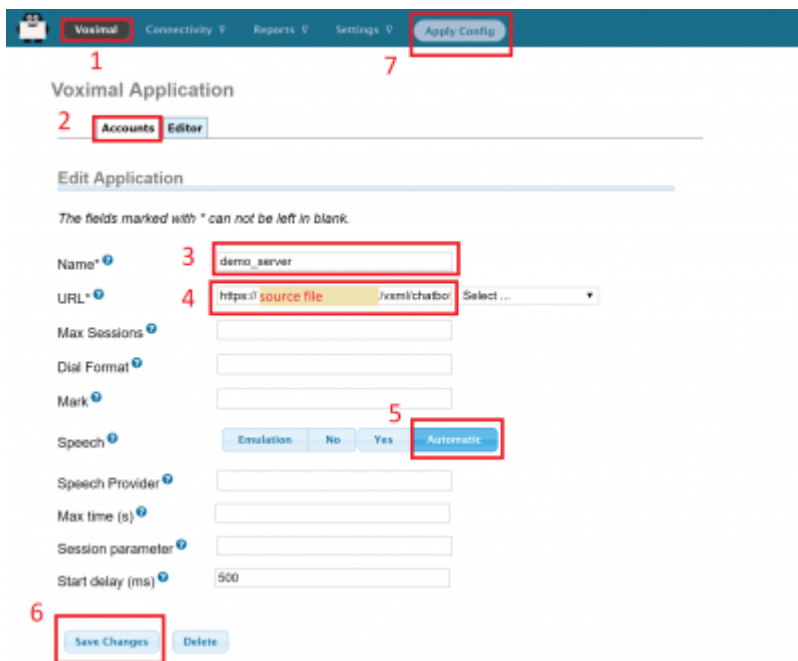 Voximal Connectivity Reports Settings Apply Config
1 7
Voximal Application
2 Accounts Editor
Edit Application
The fields marked with * can not be left in blank.
Name* 3 demo_server
URL* 4 https:// source file /vxml/chatbot Select ...
Max Sessions
Dial Format
Mark
5
Speech Emulation No Yes Automatic
Speech Provider
Max time (s)
Session parameter
Start delay (ms) 500
6
Save Changes Delete